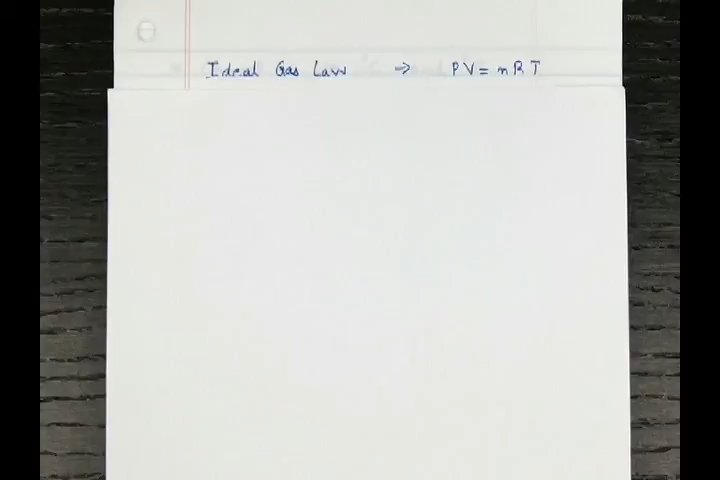 Ideal Gas Law ⇒ PV = nRT